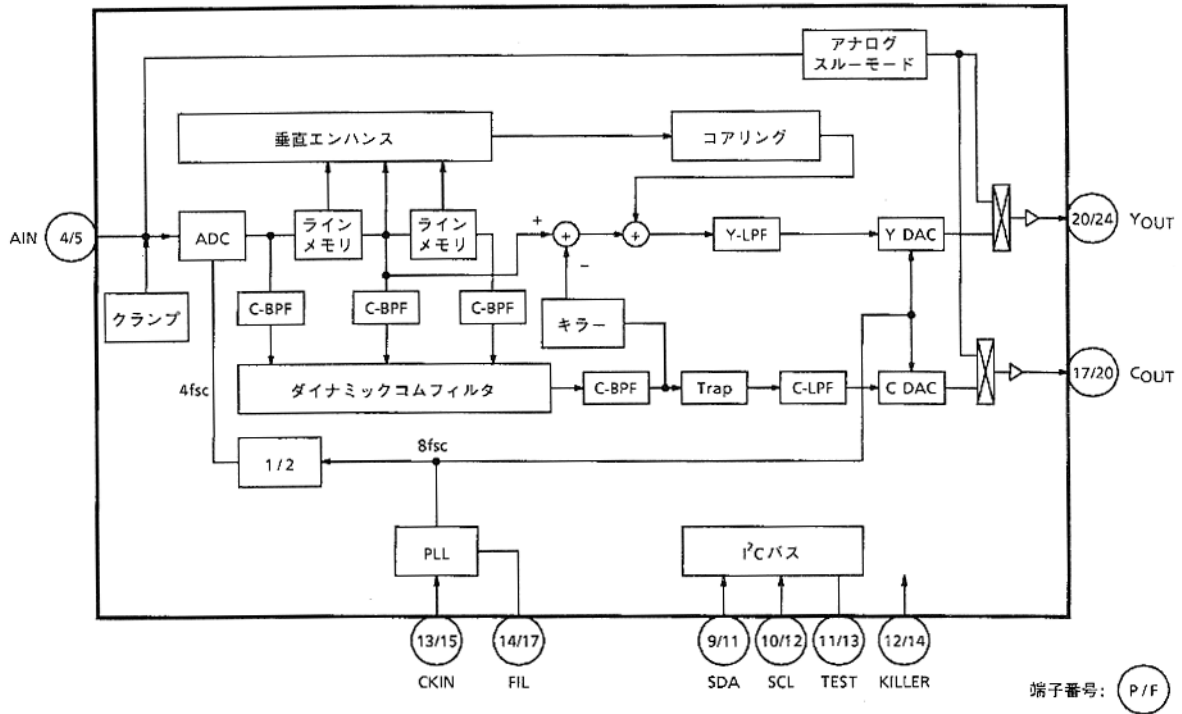 アナログ
スルーモード
垂直エンハンス
コアリング
AIN
4/5
ADC
ライン
メモリ
ライン
メモリ
+
+
+
−
Y-LPF
Y DAC
20/24
YOUT
クランプ
C-BPF
C-BPF
C-BPF
キラー
4fsc
ダイナミックコムフィルタ
C-BPF
Trap
C-LPF
C DAC
17/20
COUT
1/2
8fsc
PLL
I²Cバス
13/15
14/17
9/11
10/12
11/13
12/14
CKIN
FIL
SDA
SCL
TEST
KILLER
端子番号:
P/F